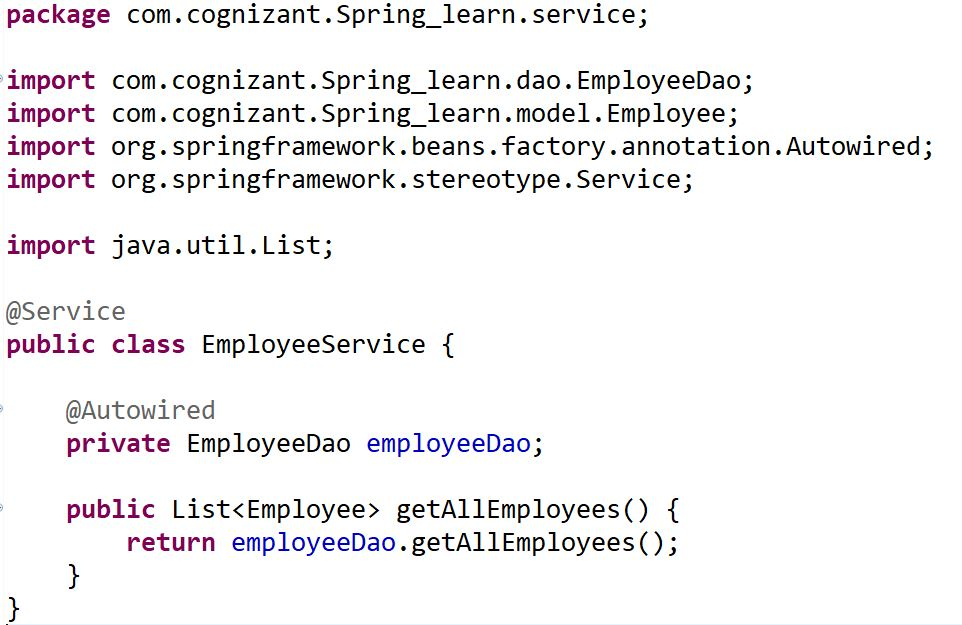 package com.cognizant.Spring_learn.service;
import com.cognizant.Spring_learn.dao.EmployeeDao;
import com.cognizant.Spring_learn.model.Employee;
import org.springframework.beans.factory.annotation.Autowired;
import org.springframework.stereotype.Service;
import java.util.List;
@Service
public class EmployeeService {
@Autowired
private EmployeeDao employeeDao;
public List<Employee> getAllEmployees() {
return employeeDao.getAllEmployees();
}
}